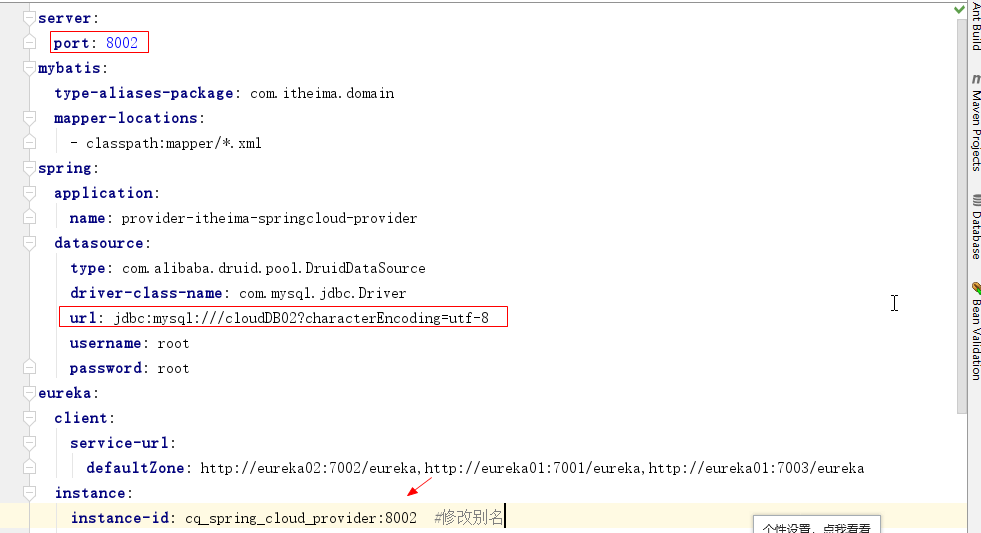 server:
port: 8002
mybatis:
type-aliases-package: com.itheima.domain
mapper-locations:
- classpath:mapper/*.xml
spring:
application:
name: provider-itheima-springcloud-provider
datasource:
type: com.alibaba.druid.pool.DruidDataSource
driver-class-name: com.mysql.jdbc.Driver
url: jdbc:mysql:///cloudDB02?characterEncoding=utf-8
username: root
password: root
eureka:
client:
service-url:
defaultZone: http://eureka02:7002/eureka,http://eureka01:7001/eureka,http://eureka01:7003/eureka
instance:
instance-id: cq_spring_cloud_provider:8002 #修改别名
个性设置，点我看看
Ant Build
m Maven Projects
Database
Bean Validation